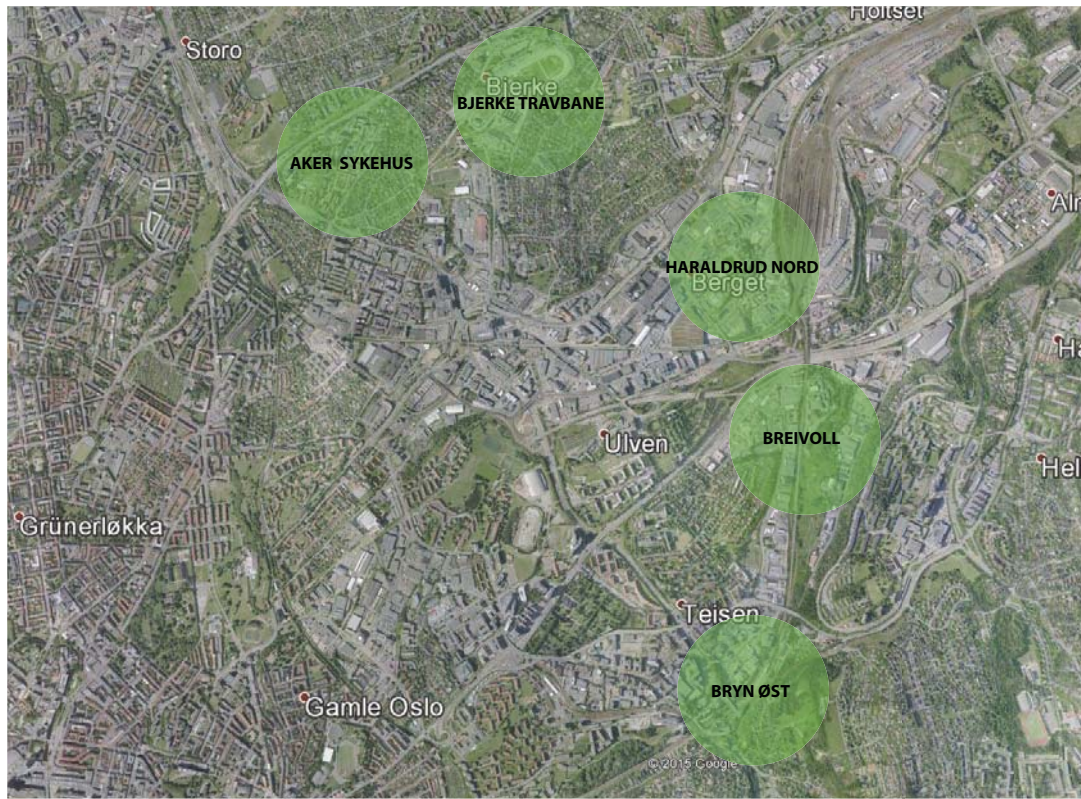 Holtset
Storo
Bjerke
BJERKE TRAVBANE
AKER SYKEHUS
HARALDRUD NORD
Berget
BREIVOLL
Ulven
Grünerløkka
Teisen
BRYN ØST
Gamle Oslo
© 2015 Google